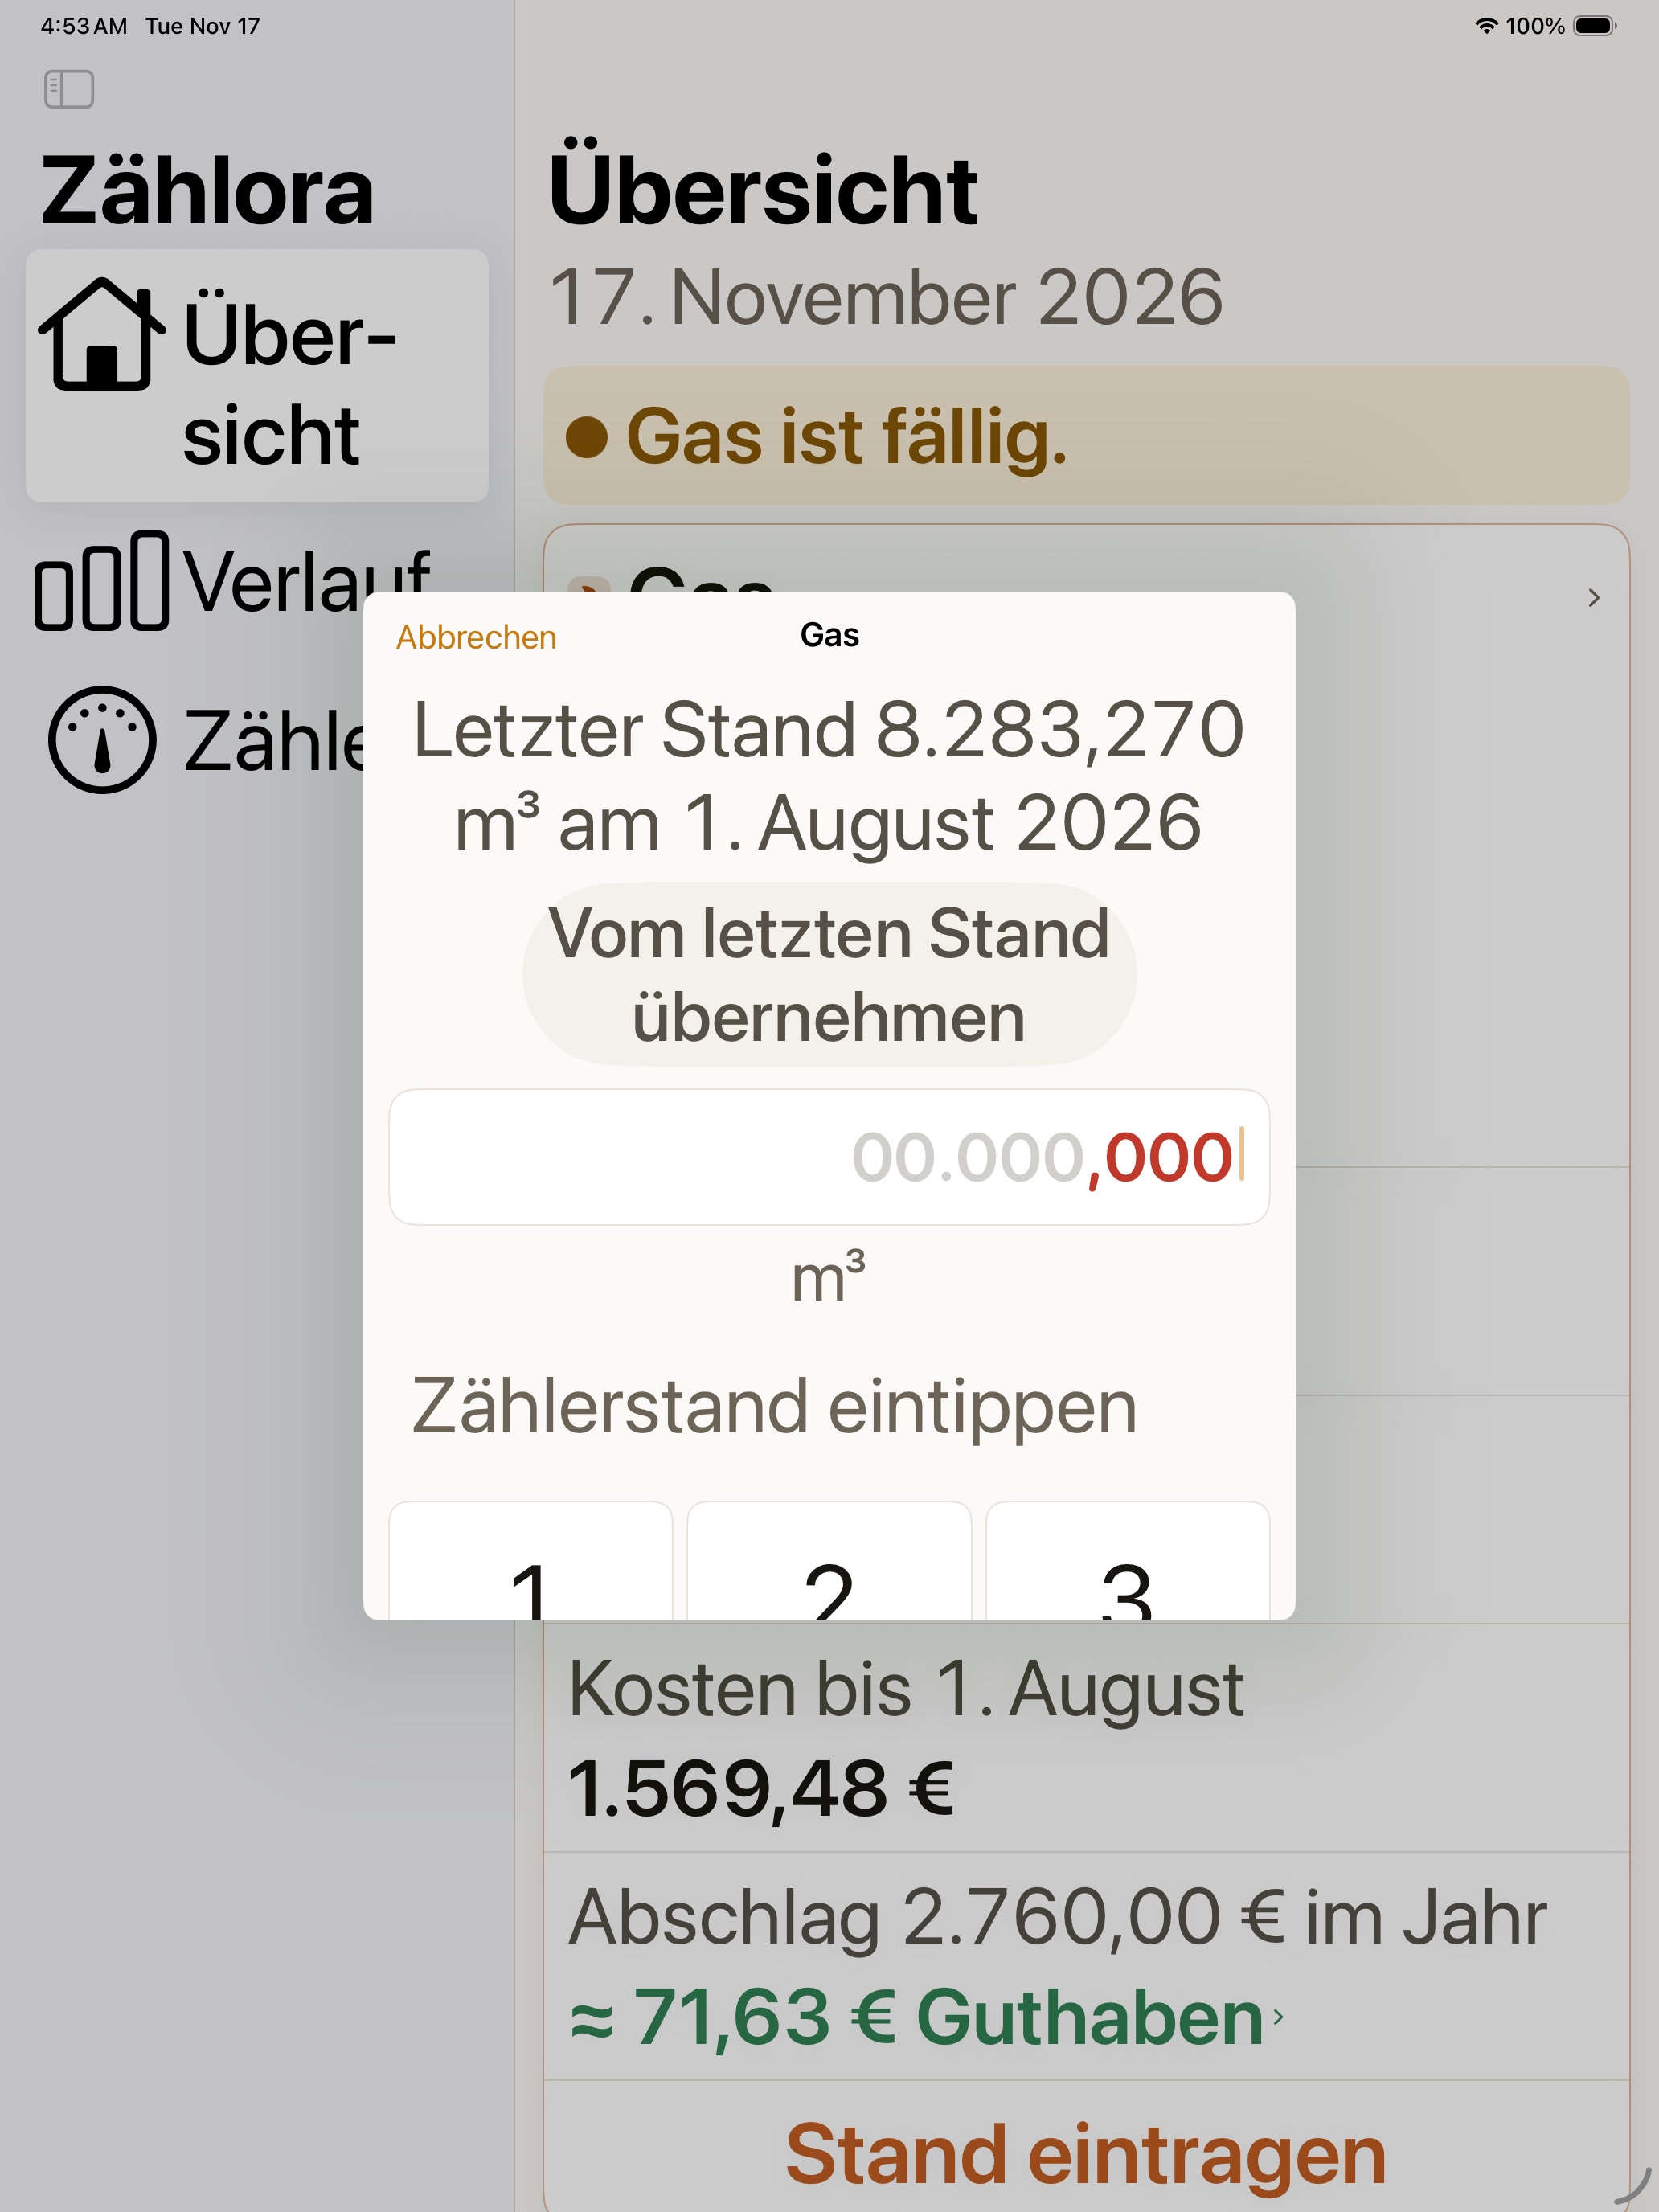 4:53 AM Tue Nov 17
100%
Zählora
Über-
sicht
Verlauf
Übersicht
17. November 2026
Gas ist fällig.
Gas
Abbrechen
Gas
Letzter Stand 8.283,270
m³ am 1. August 2026
Vom letzten Stand
übernehmen
00.000,000
m³
Zählerstand eintippen
1 2 3
Kosten bis 1. August
1.569,48 €
Abschlag 2.760,00 € im Jahr
≈ 71,63 € Guthaben
Stand eintragen